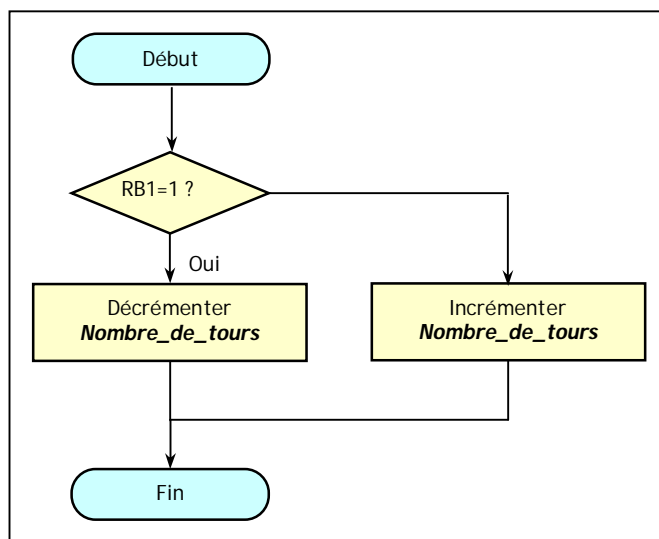 Début
RB1=1 ?
Oui
Décrémenter
Nombre_de_tours
Incrémenter
Nombre_de_tours
Fin